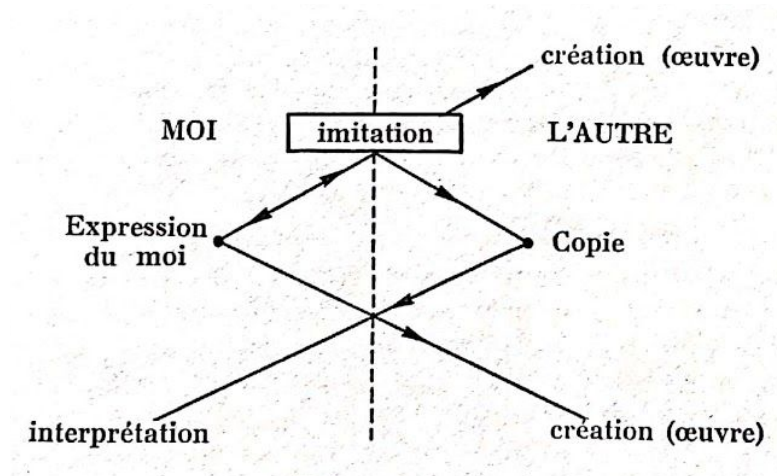 création (œuvre)
MOI
imitation
L'AUTRE
Expression
du moi
Copie
interprétation
création (œuvre)